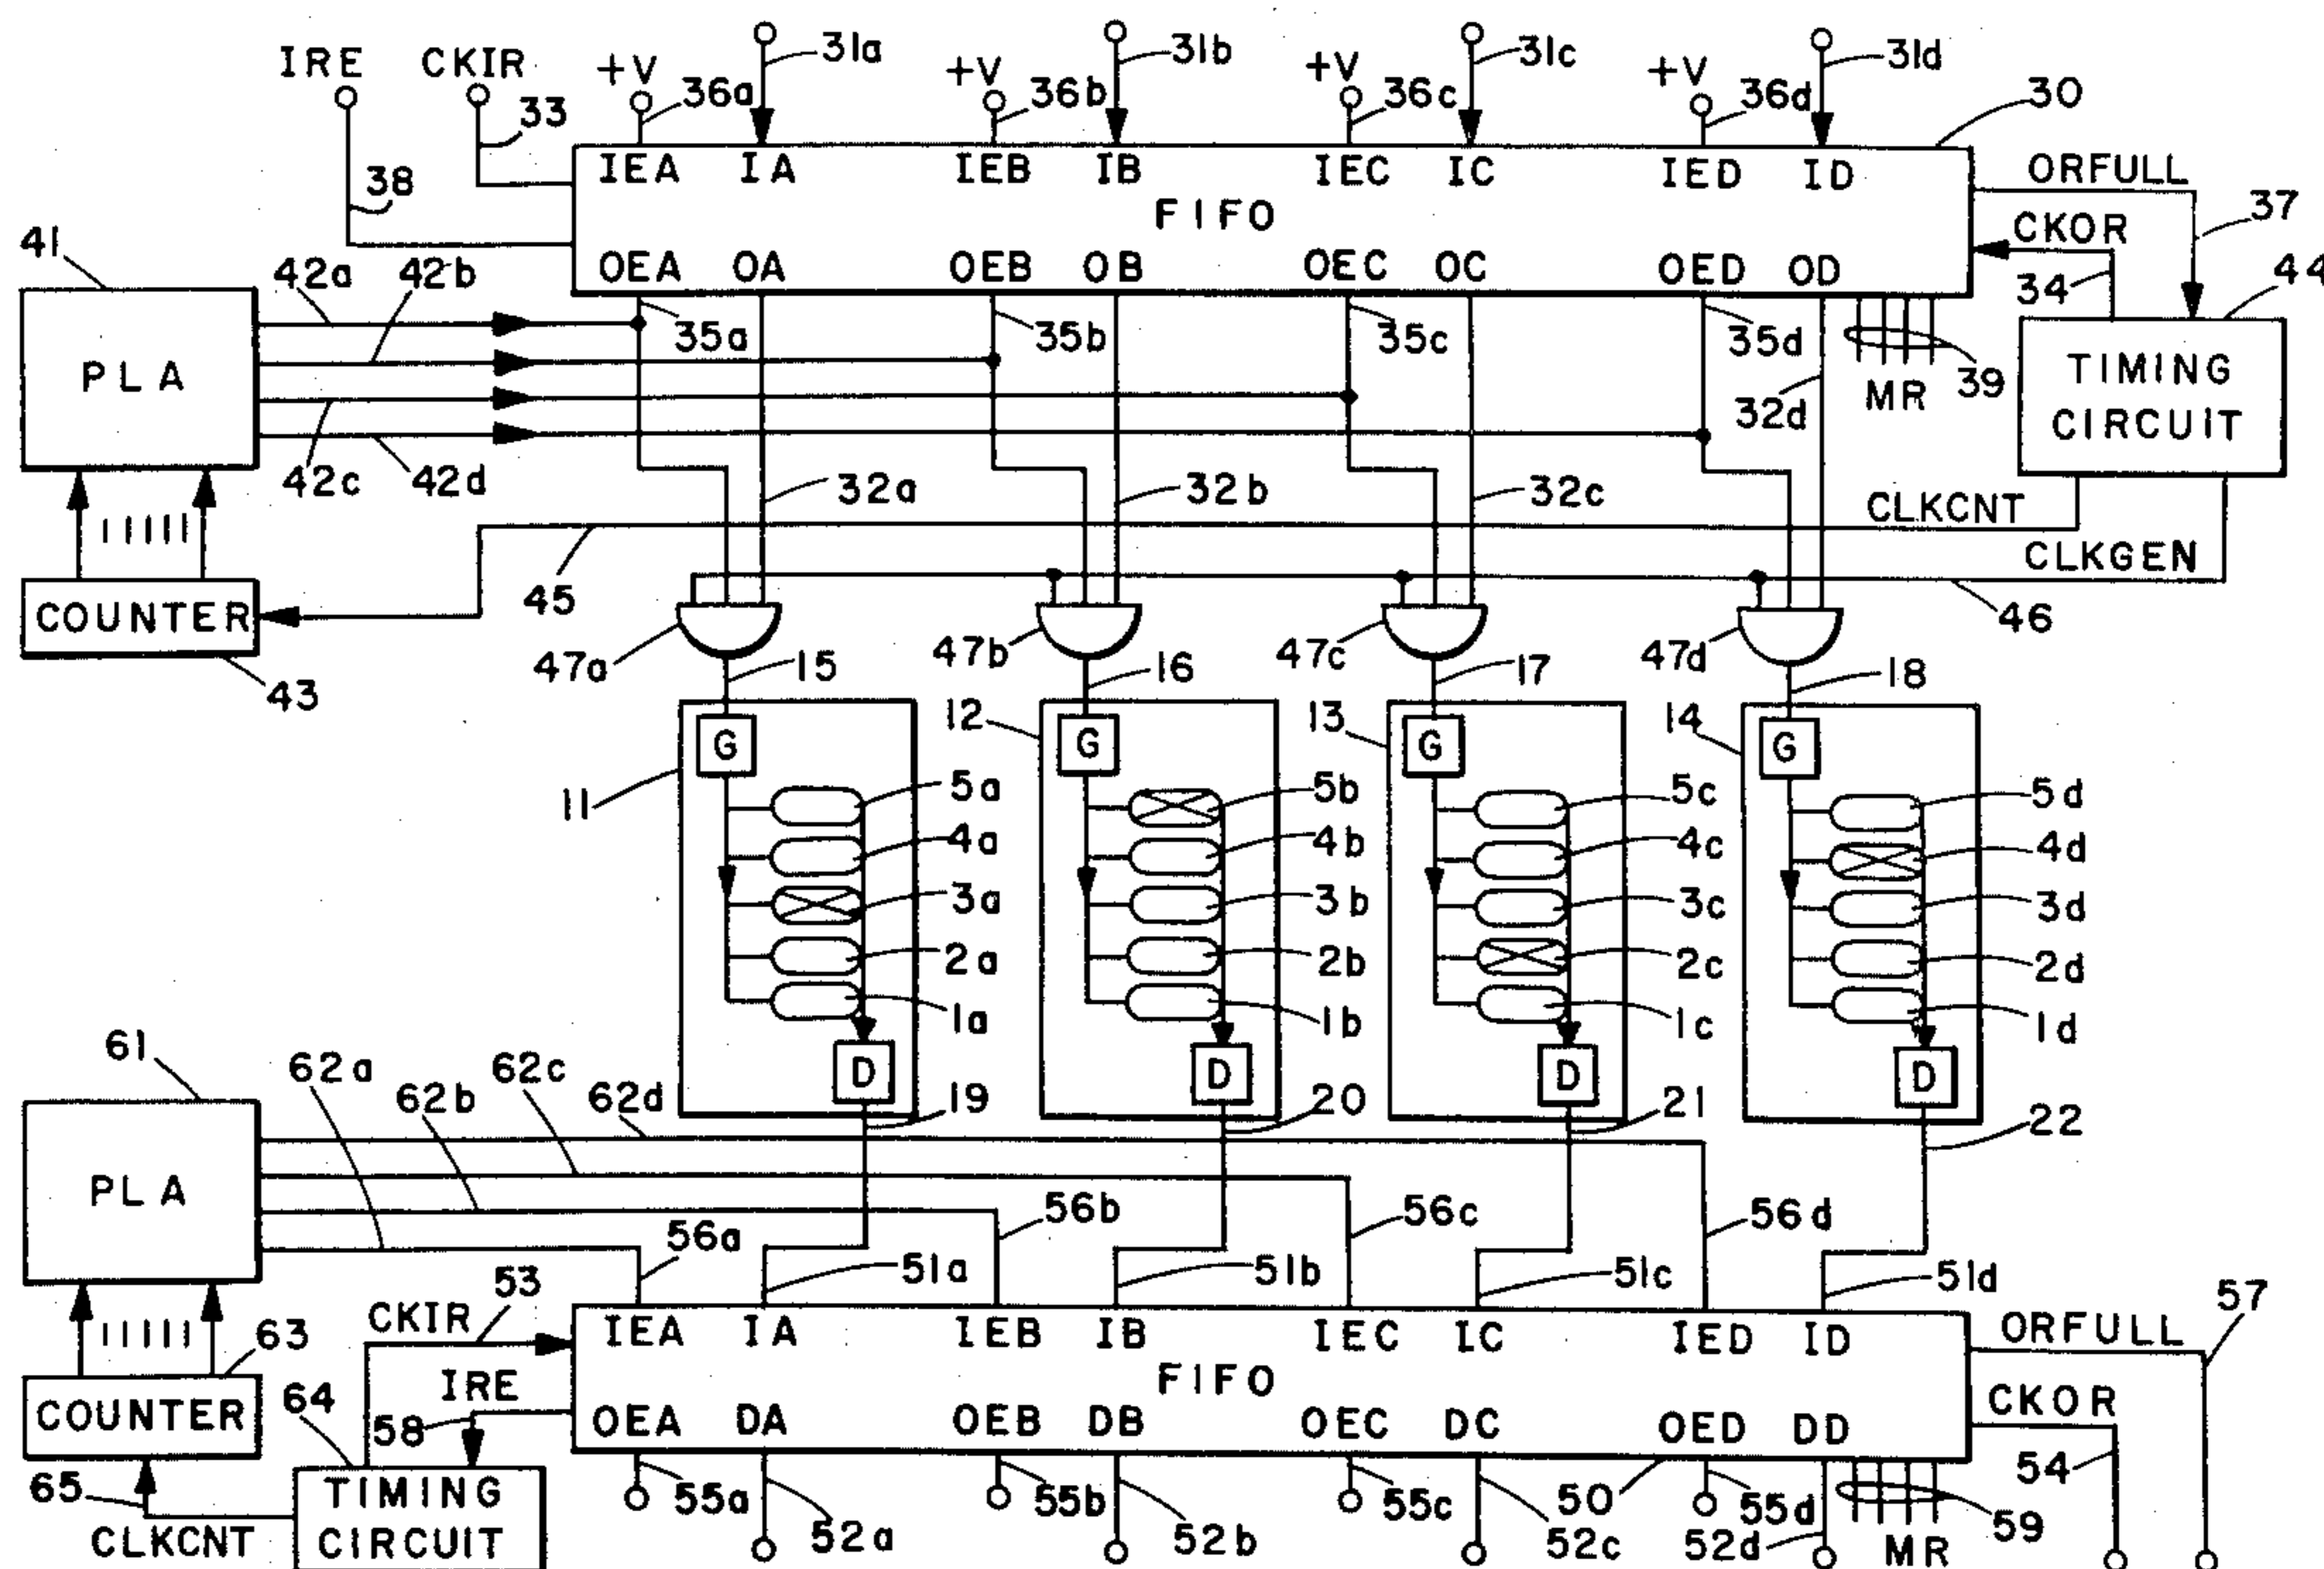 IRE CKIR +V 31a +V 31b +V 31c +V 31d
33 36a 36b 36c 36d 30
38
IEA IA IEB IB IEC IC IED ID
ORFULL
37
FIFO
CKOR
41 42a 42b
OEA OA OEB OB OEC OC OED OD
34 44
35a 35b 35c 35d
PLA
39
TIMING
CIRCUIT
MR
32d
42c 42d
32a 32b 32c
CLKCNT
CLKGEN
COUNTER
45 46
47a 47b 47c 47d
43
15 16 17 18
11 12 13 14
G G G G
5a 5b 5c 5d
4a 4b 4c 4d
3a 3b 3c 3d
2a 2b 2c 2d
1a 1b 1c 1d
D D D D
61 62a 62b 62c 62d
19 20 21 22
PLA
56a 56b 56c 56d
51a 51b 51c 51d
53
57
CKIR
63
IEA IA IEB IB IEC IC IED ID
ORFULL
FIFO
IRE
64
CKOR
COUNTER
58
OEA DA OEB DB OEC DC OED DD
54
65
55a 55b 55c 50 55d
59
TIMING
CIRCUIT
CLKCNT
52a 52b 52c 52d
MR